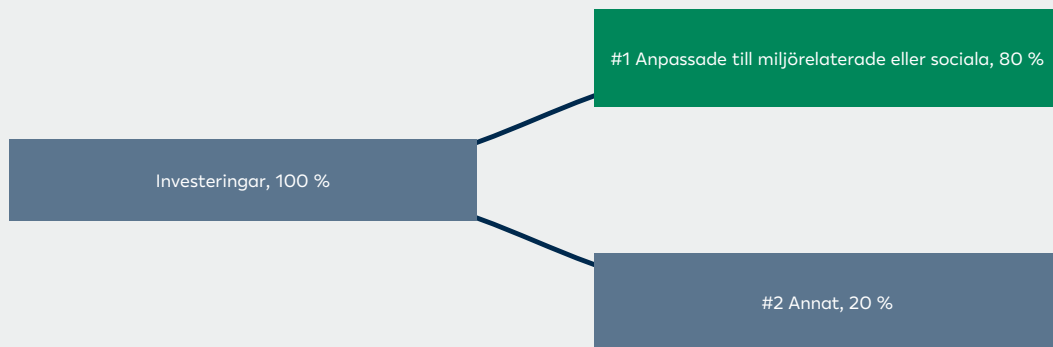 #1 Anpassade till miljörelaterade eller sociala, 80 %
Investeringar, 100 %
#2 Annat, 20 %